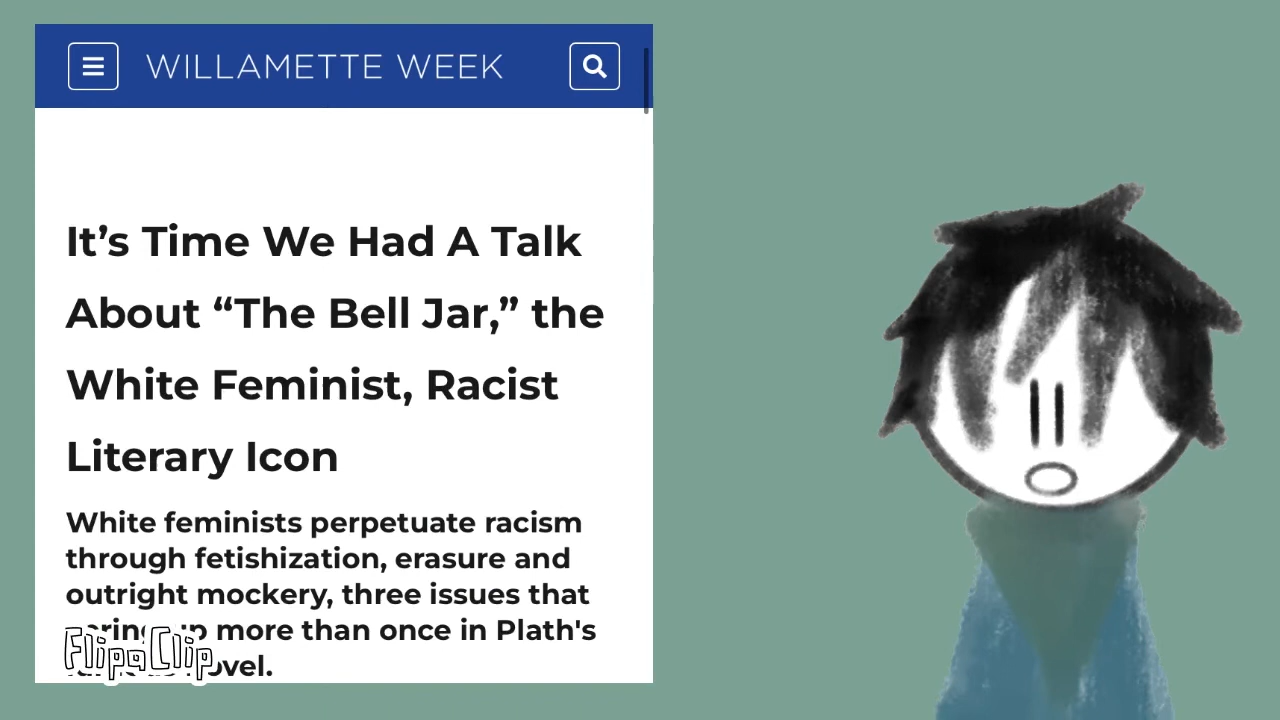 WILLAMETTE WEEK
It’s Time We Had A Talk
About “The Bell Jar,” the
White Feminist, Racist
Literary Icon
White feminists perpetuate racism
through fetishization, erasure and
outright mockery, three issues that
more than once in Plath's
FlipaClip